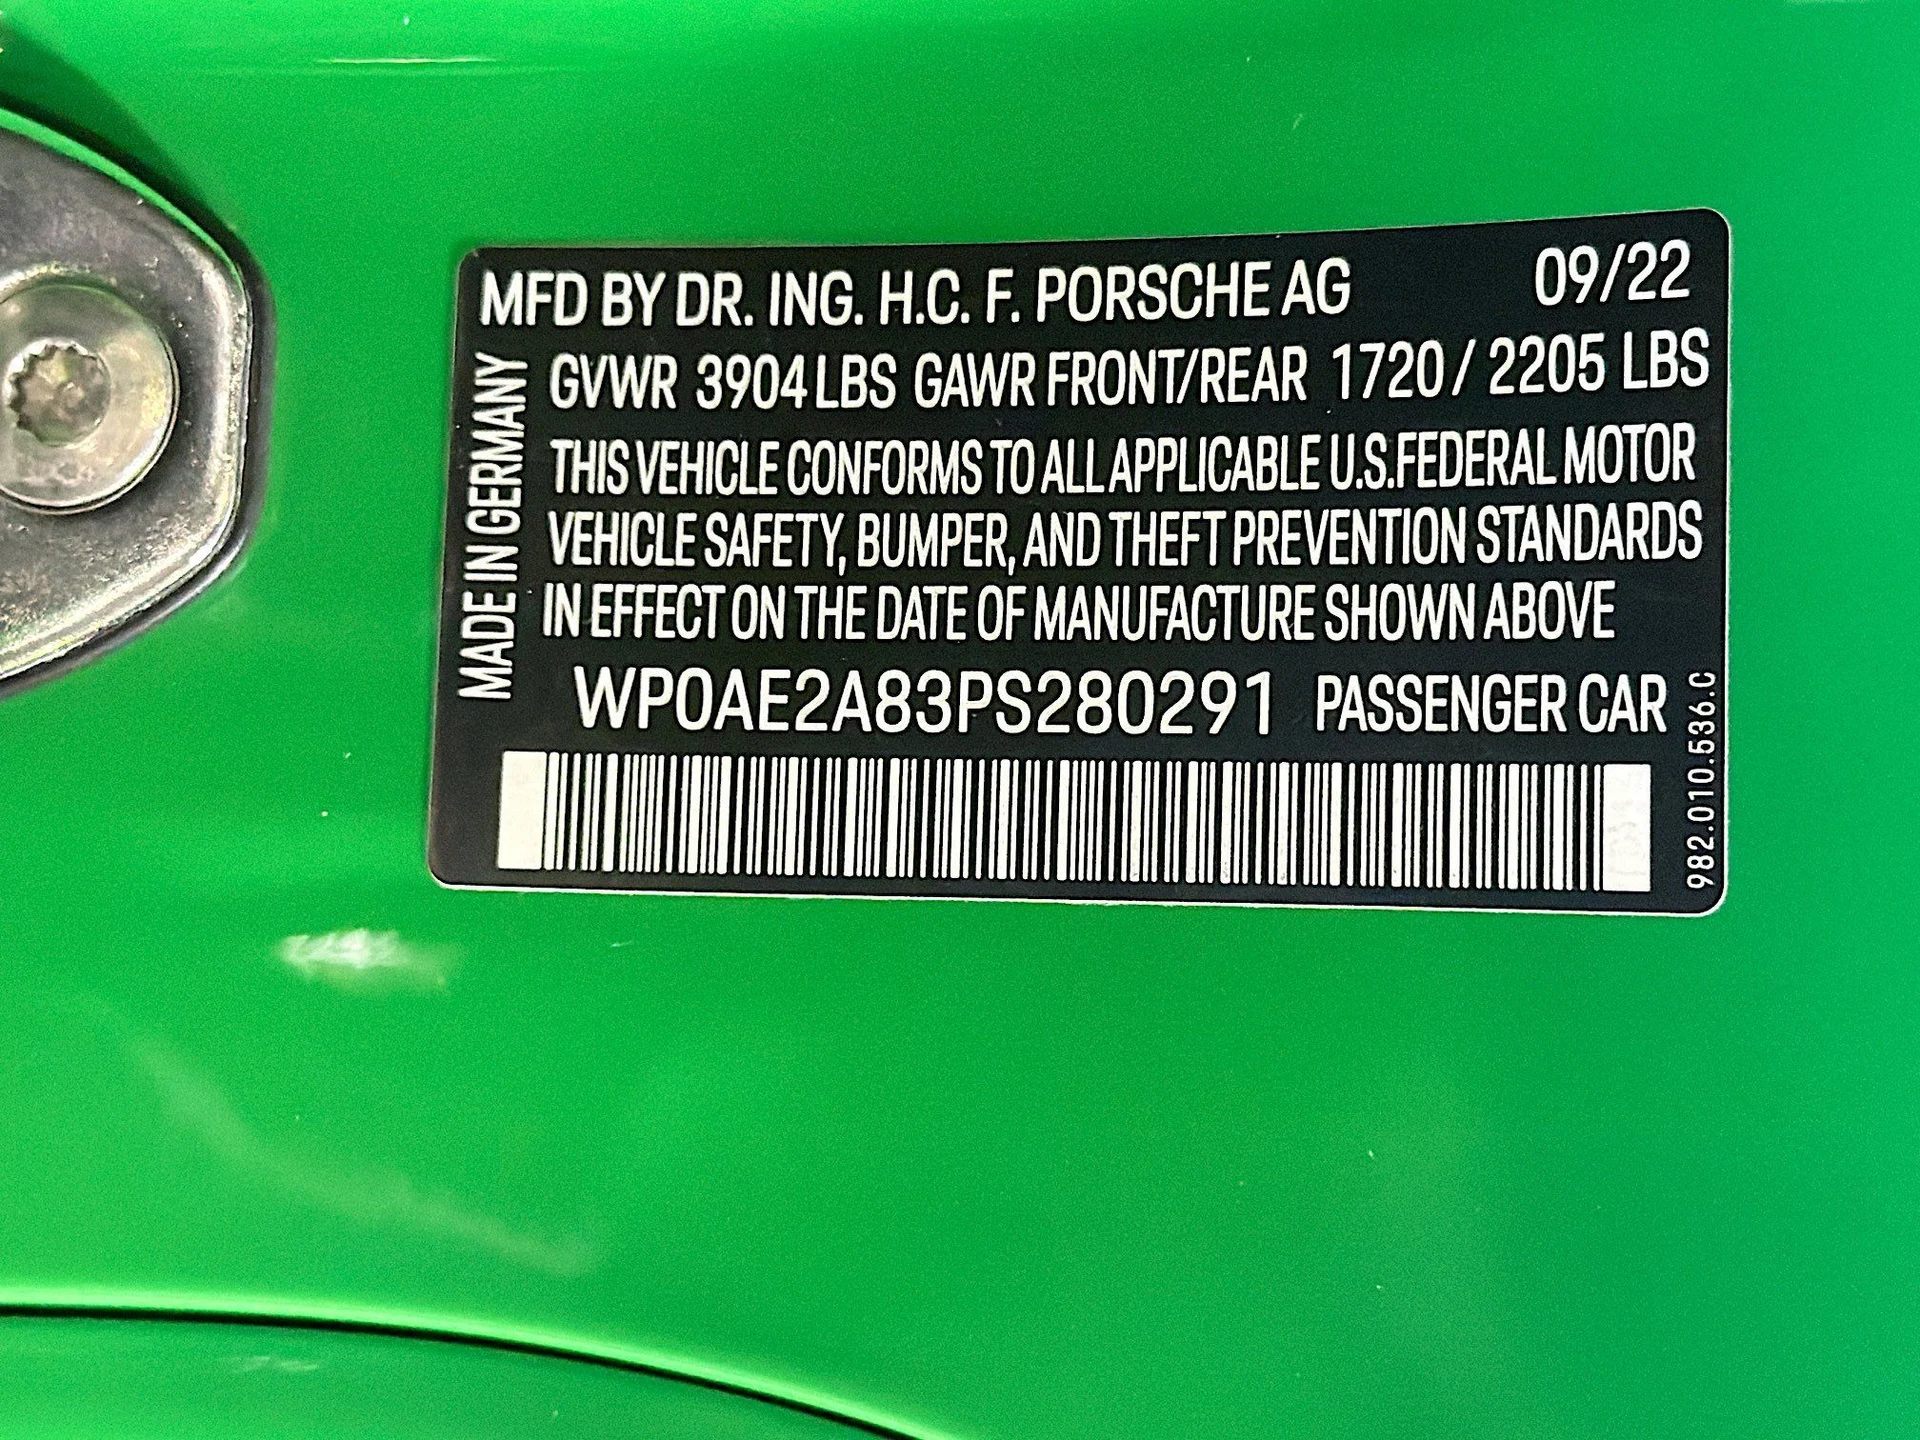 MFD BY DR. ING. H.C. F. PORSCHE AG 09/22
GVWR 3904 LBS GAWR FRONT/REAR 1720 / 2205 LBS
THIS VEHICLE CONFORMS TO ALL APPLICABLE U.S.FEDERAL MOTOR
VEHICLE SAFETY, BUMPER, AND THEFT PREVENTION STANDARDS
IN EFFECT ON THE DATE OF MANUFACTURE SHOWN ABOVE
WP0AE2A83PS280291 PASSENGER CAR
MADE IN GERMANY
982.010.536.C